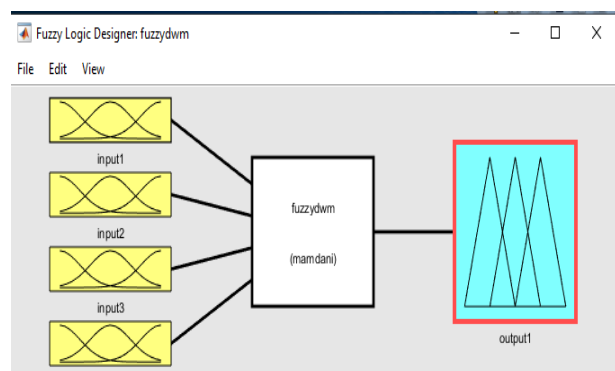 Fuzzy Logic Designer: fuzzydwm
File Edit View
input1
input2
input3
fuzzydwm
(mamdani)
output1